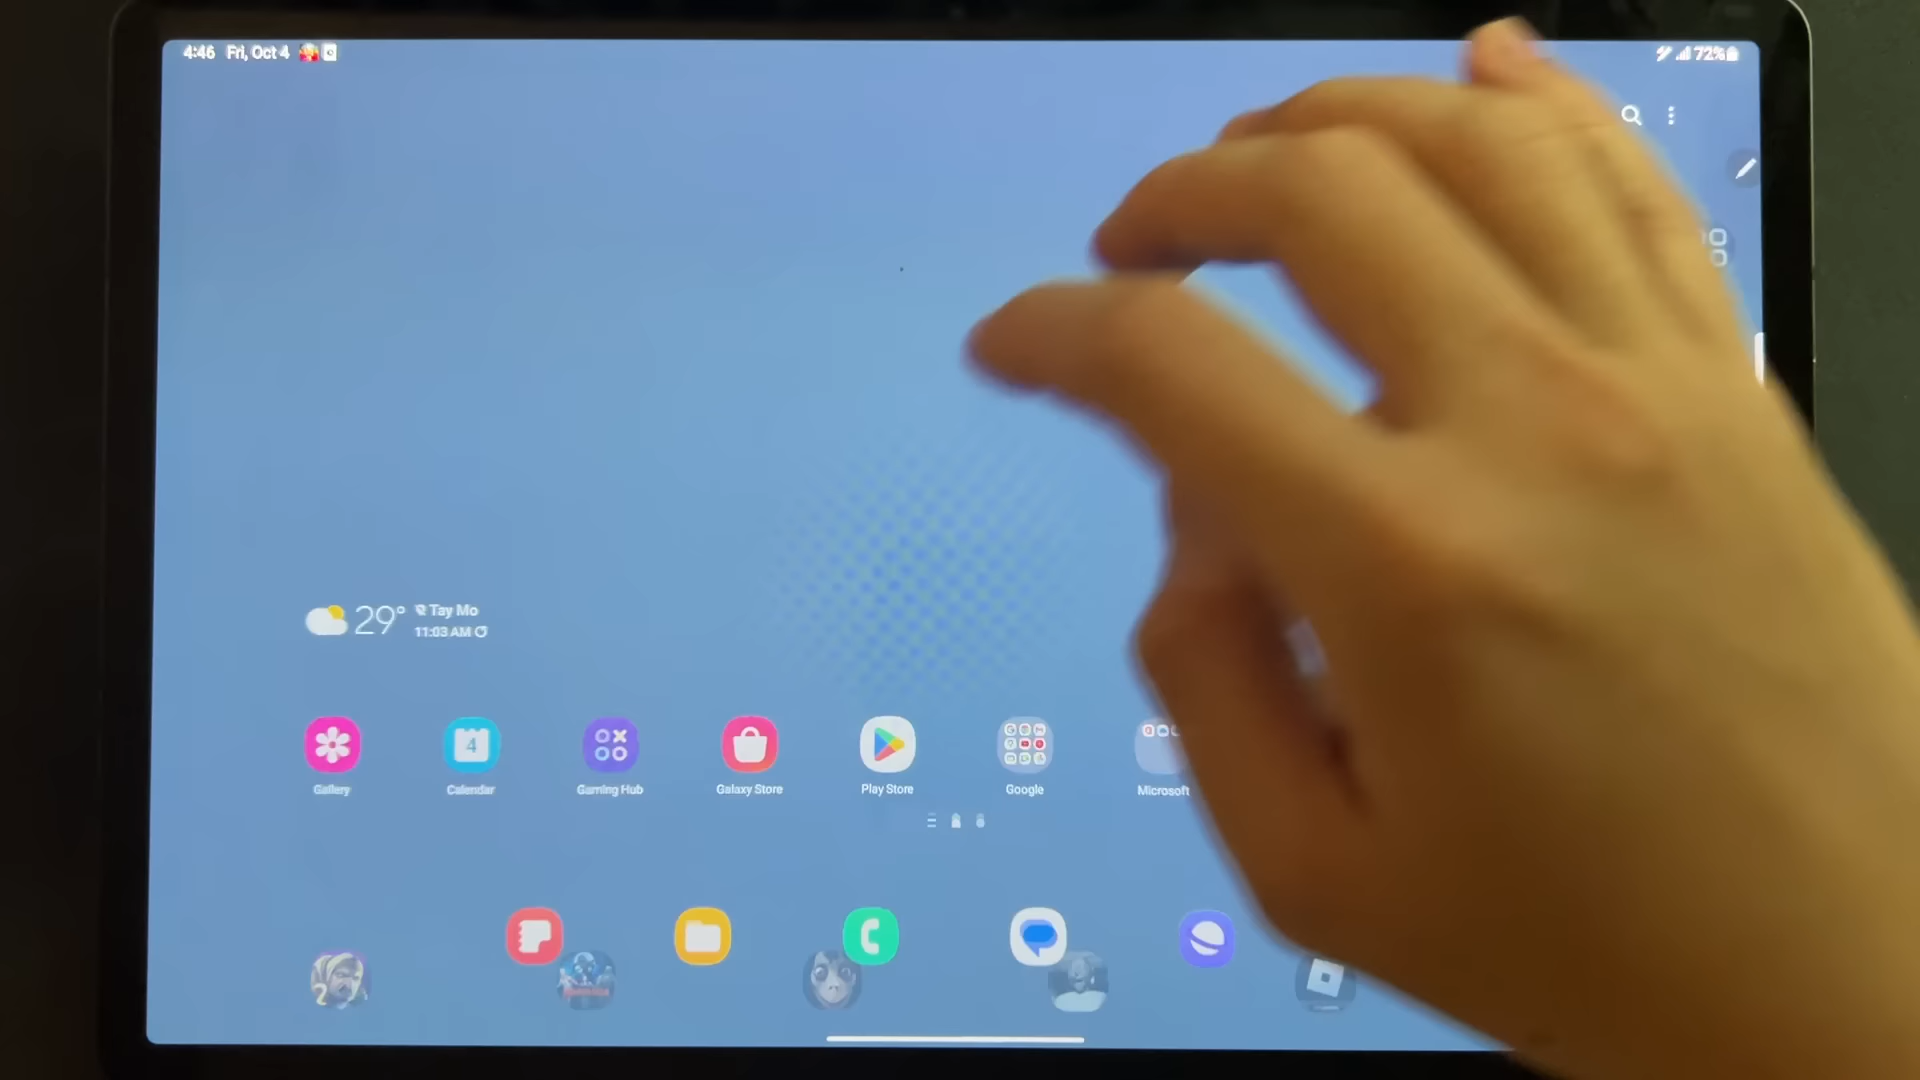 4:46 Fri, Oct 4
72%
29°
Tay Mo
11:03 AM
4
Gallery
Calendar
Gaming Hub
Galaxy Store
Play Store
Google
Microsoft
2